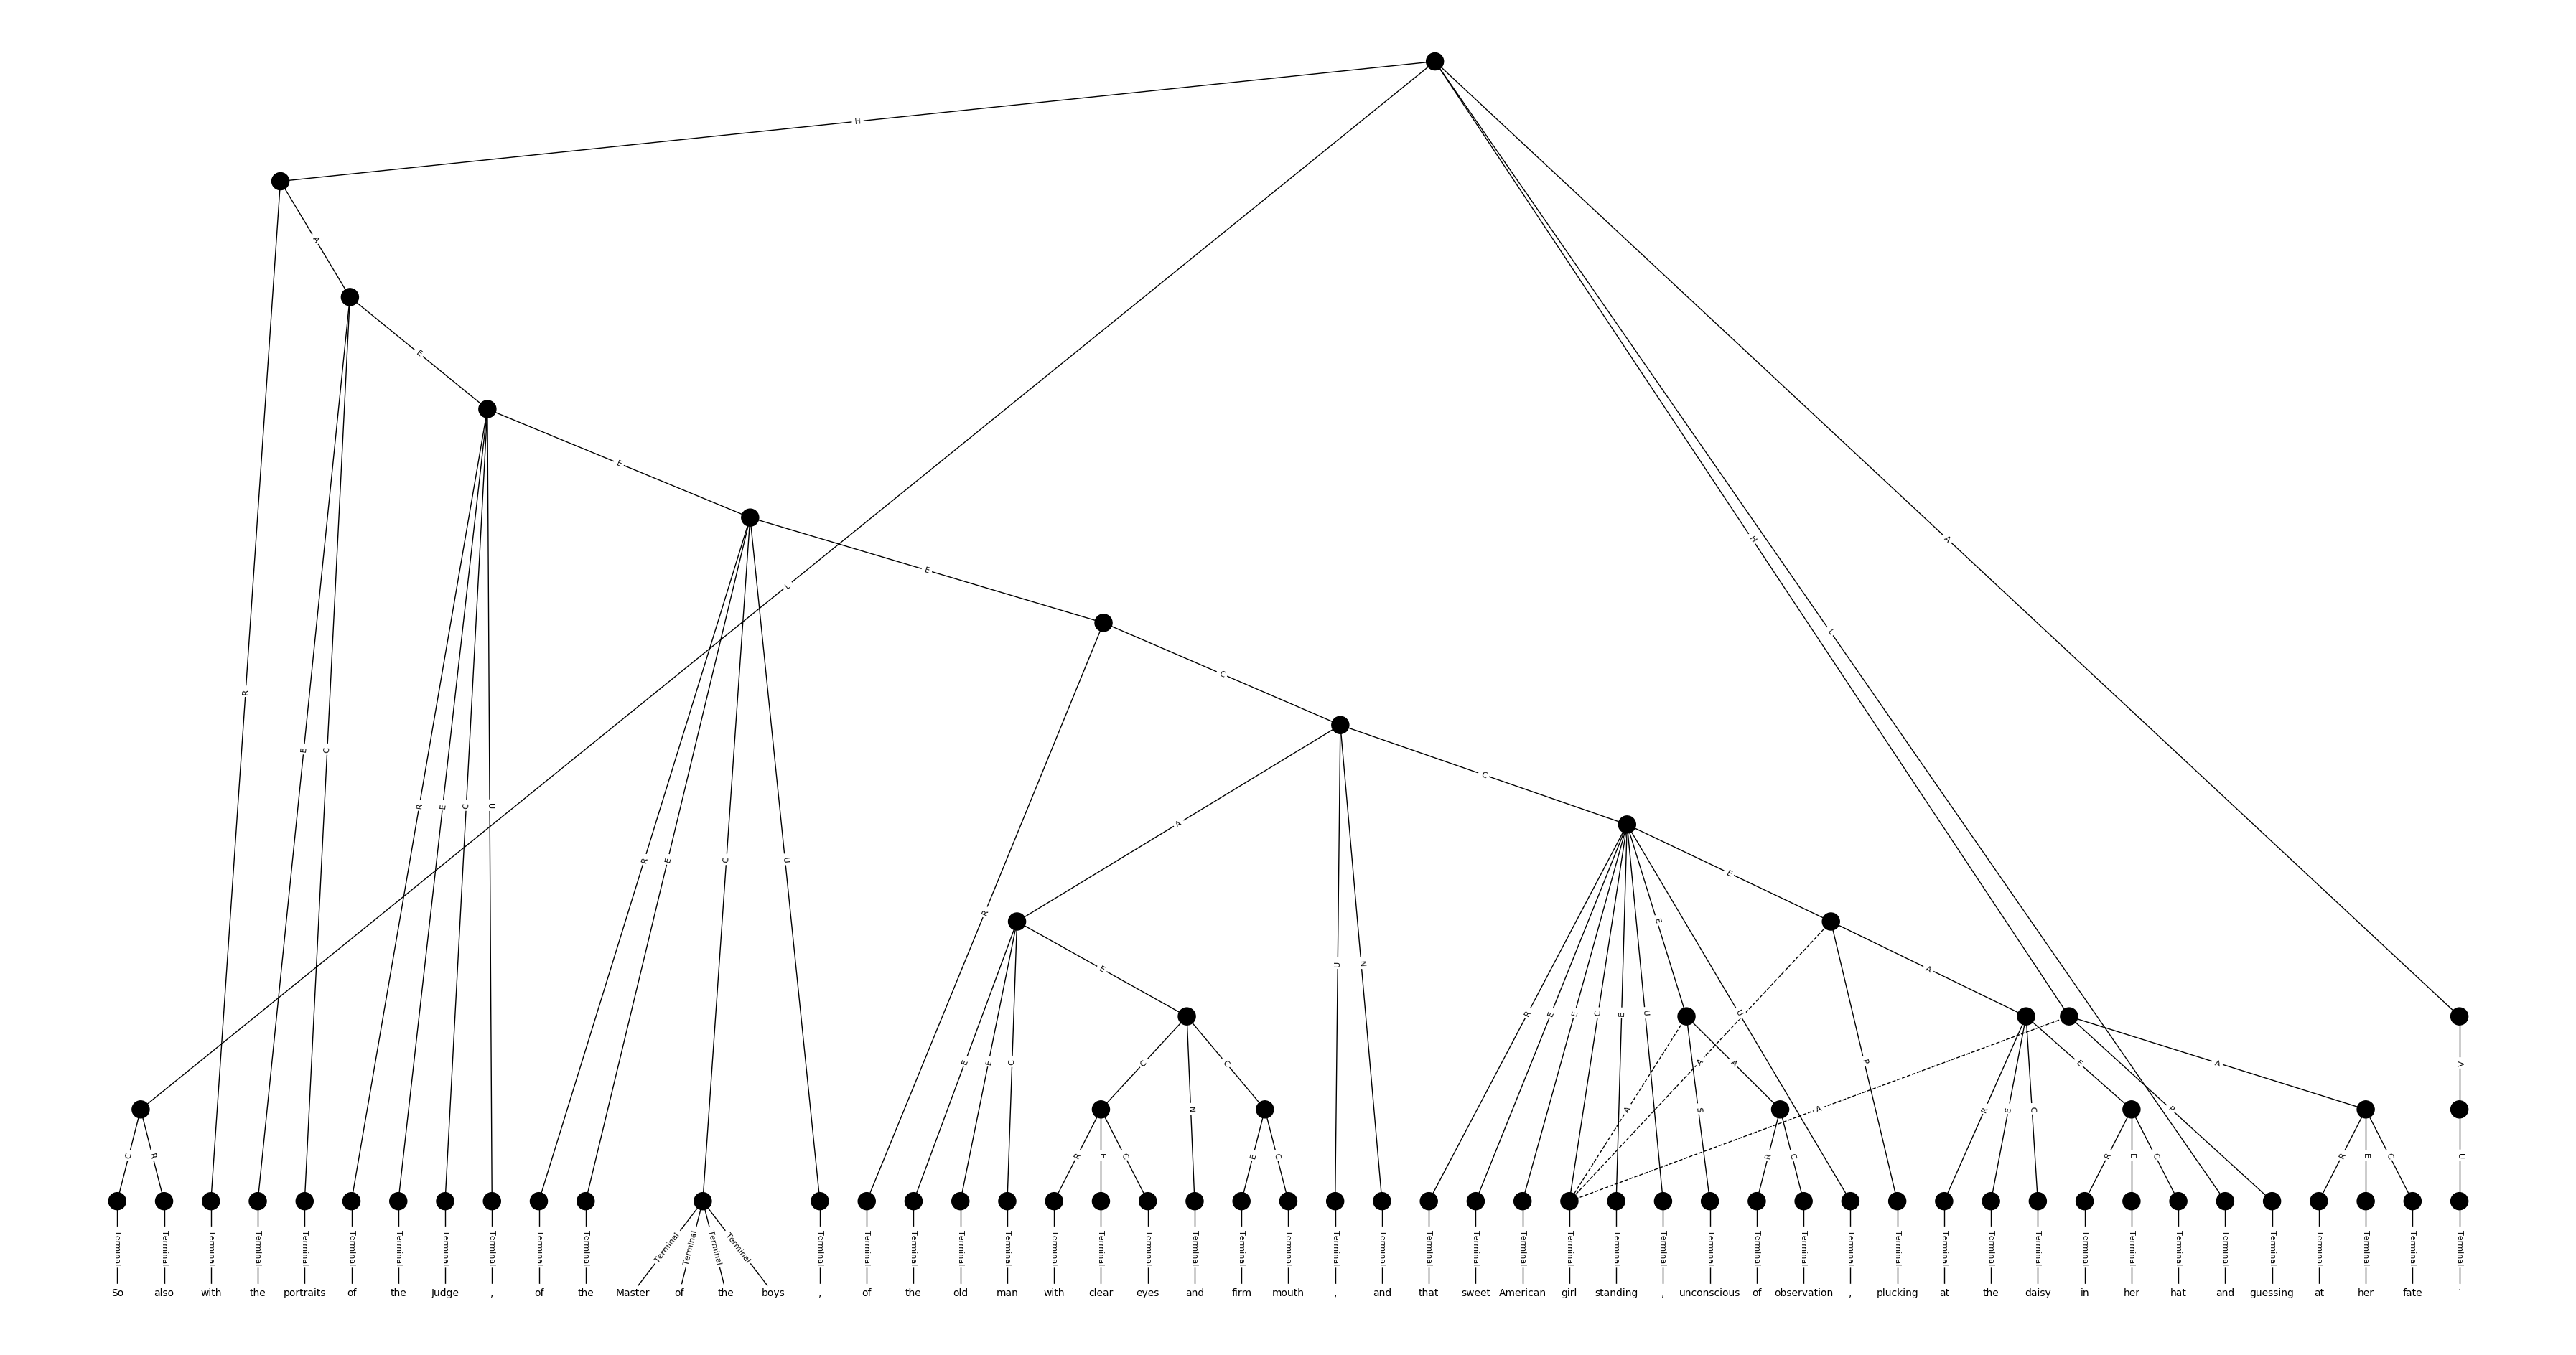 H
A
E
E
E
L
H
L
A
C
R
E C
C
R E C U
A
R E C U
E
R
E
U N
E
A
R E E C E U
E
U
E E C
C
C
A
A
P
E
A
A
A
N
A
S
A
R E C
P
C R
R E C
E C
R C
R E C
R E C
U
Terminal Terminal Terminal Terminal Terminal Terminal Terminal Terminal Terminal Terminal Terminal Terminal Terminal Terminal Terminal Terminal Terminal Terminal Terminal Terminal Terminal Terminal Terminal Terminal Terminal Terminal Terminal Terminal Terminal Terminal Terminal Terminal Terminal Terminal Terminal Terminal Terminal Terminal Terminal Terminal Terminal Terminal Terminal Terminal Terminal Terminal Terminal Terminal Terminal Terminal Terminal
So also with the portraits of the Judge , of the Master of the boys , of the old man with clear eyes and firm mouth , and that sweet American girl standing , unconscious of observation , plucking at the daisy in her hat and guessing at her fate .